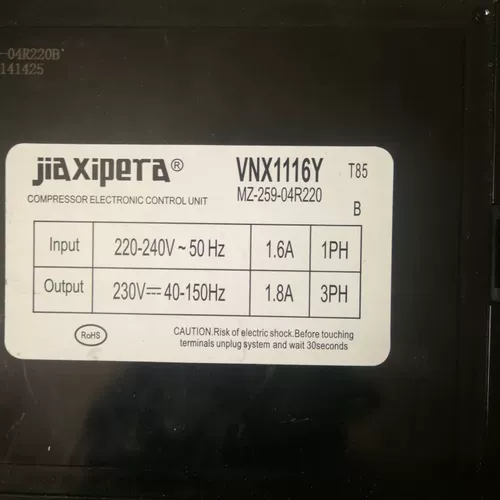 -04R220B
141425
jiaxipera®
VNX1116Y T85
COMPRESSOR ELECTRONIC CONTROL UNIT
MZ-259-04R220
B
Input 220-240V~50 Hz 1.6A 1PH
Output 230V⎓40-150Hz 1.8A 3PH
RoHS
CAUTION.Risk of electric shock.Before touching
terminals unplug system and wait 30seconds